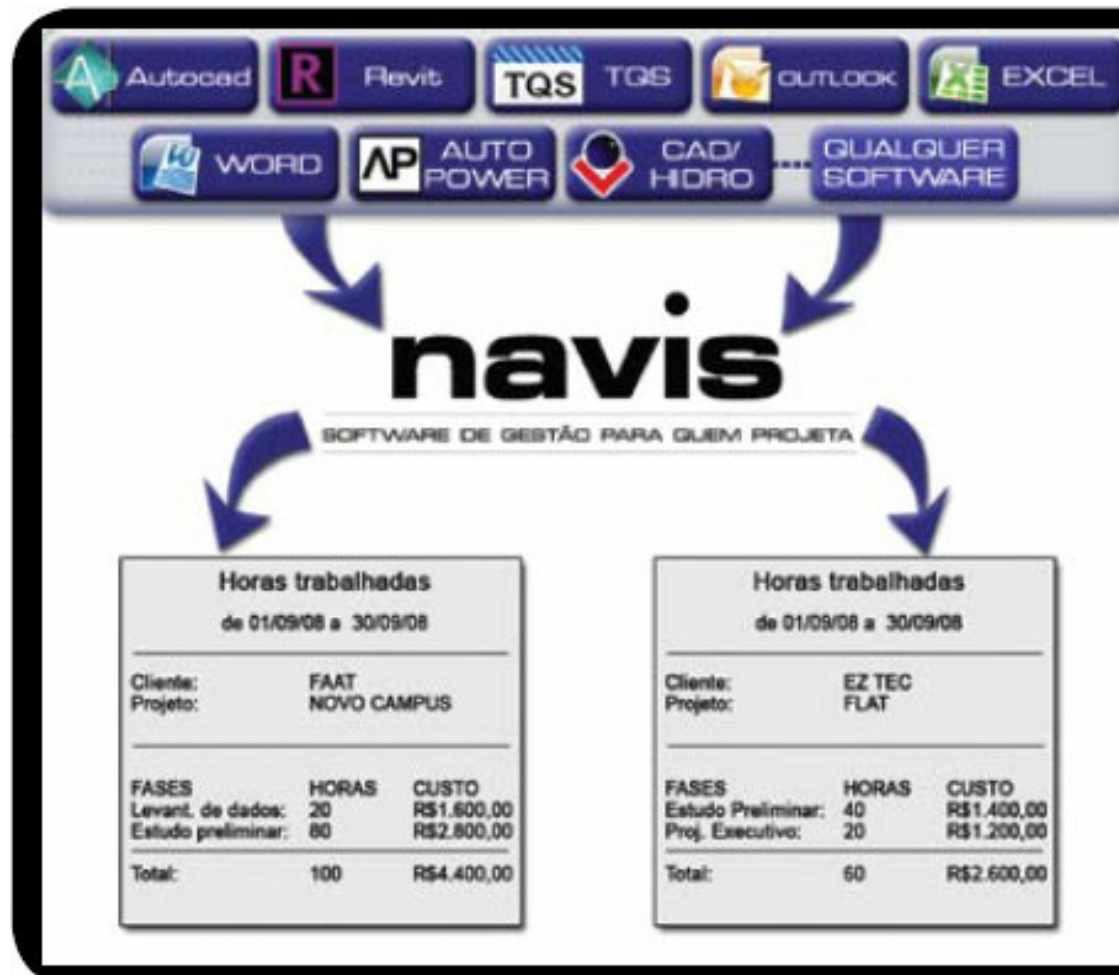 Autocad
R Revit
TQS TQS
OUTLOOK
EXCEL
WORD
AP AUTO
POWER
CAD/
HIDRO
QUALQUER
SOFTWARE
navis
SOFTWARE DE GESTÃO PARA QUEM PROJETA
Horas trabalhadas
de 01/09/08 a 30/09/08
Cliente: FAAT
Projeto: NOVO CAMPUS
FASES HORAS CUSTO
Levant. de dados: 20 R$1.600,00
Estudo preliminar: 80 R$2.800,00
Total: 100 R$4.400,00
Horas trabalhadas
de 01/09/08 a 30/09/08
Cliente: EZ TEC
Projeto: FLAT
FASES HORAS CUSTO
Estudo Preliminar: 40 R$1.400,00
Proj. Executivo: 20 R$1.200,00
Total: 60 R$2.600,00